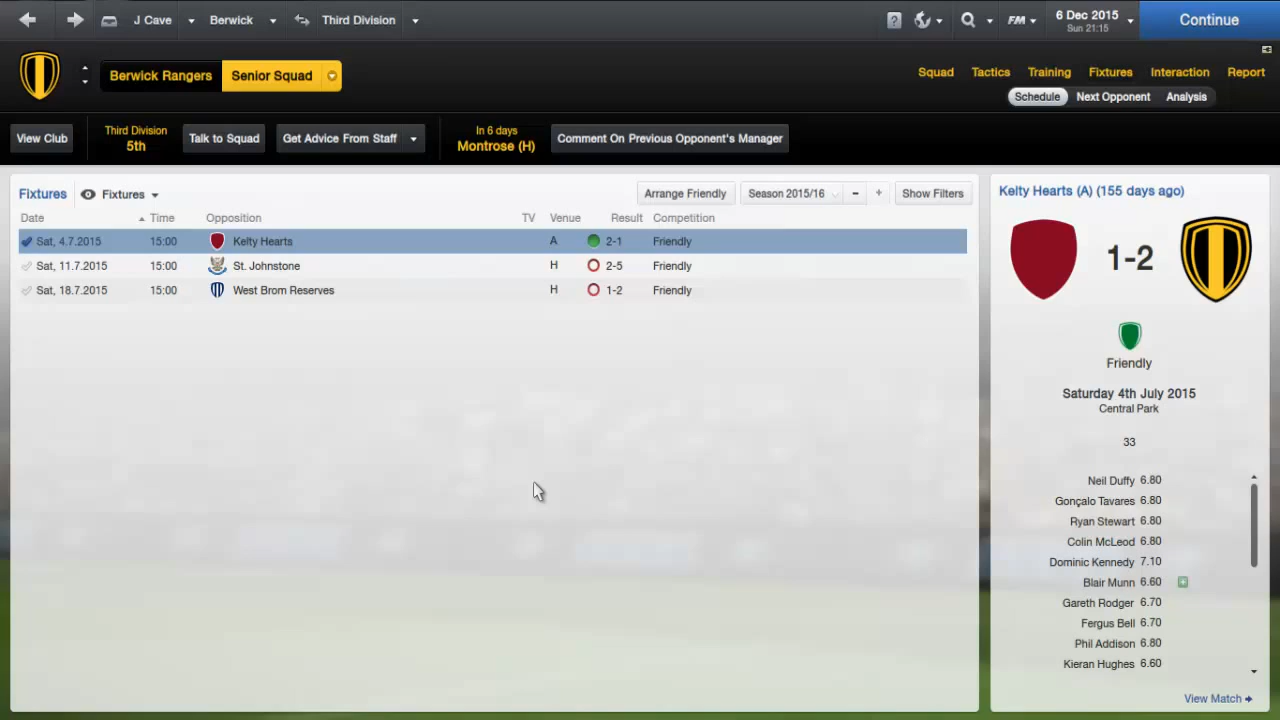 J Cave Berwick Third Division ? FM 6 Dec 2015 Continue
Sun 21:15
Berwick Rangers Senior Squad Squad Tactics Training Fixtures Interaction Report
Schedule Next Opponent Analysis
View Club Third Division 5th Talk to Squad Get Advice From Staff In 6 days Montrose (H) Comment On Previous Opponent's Manager
Fixtures Fixtures Arrange Friendly Season 2015/16 - + Show Filters
Date Time Opposition TV Venue Result Competition
Sat, 4.7.2015 15:00 Kelty Hearts A 2-1 Friendly
Sat, 11.7.2015 15:00 St. Johnstone H 2-5 Friendly
Sat, 18.7.2015 15:00 West Brom Reserves H 1-2 Friendly
Kelty Hearts (A) (155 days ago)
1-2
Friendly
Saturday 4th July 2015
Central Park
33
Neil Duffy 6.80
Gonçalo Tavares 6.80
Ryan Stewart 6.80
Colin McLeod 6.80
Dominic Kennedy 7.10
Blair Munn 6.60
Gareth Rodger 6.70
Fergus Bell 6.70
Phil Addison 6.80
Kieran Hughes 6.60
View Match